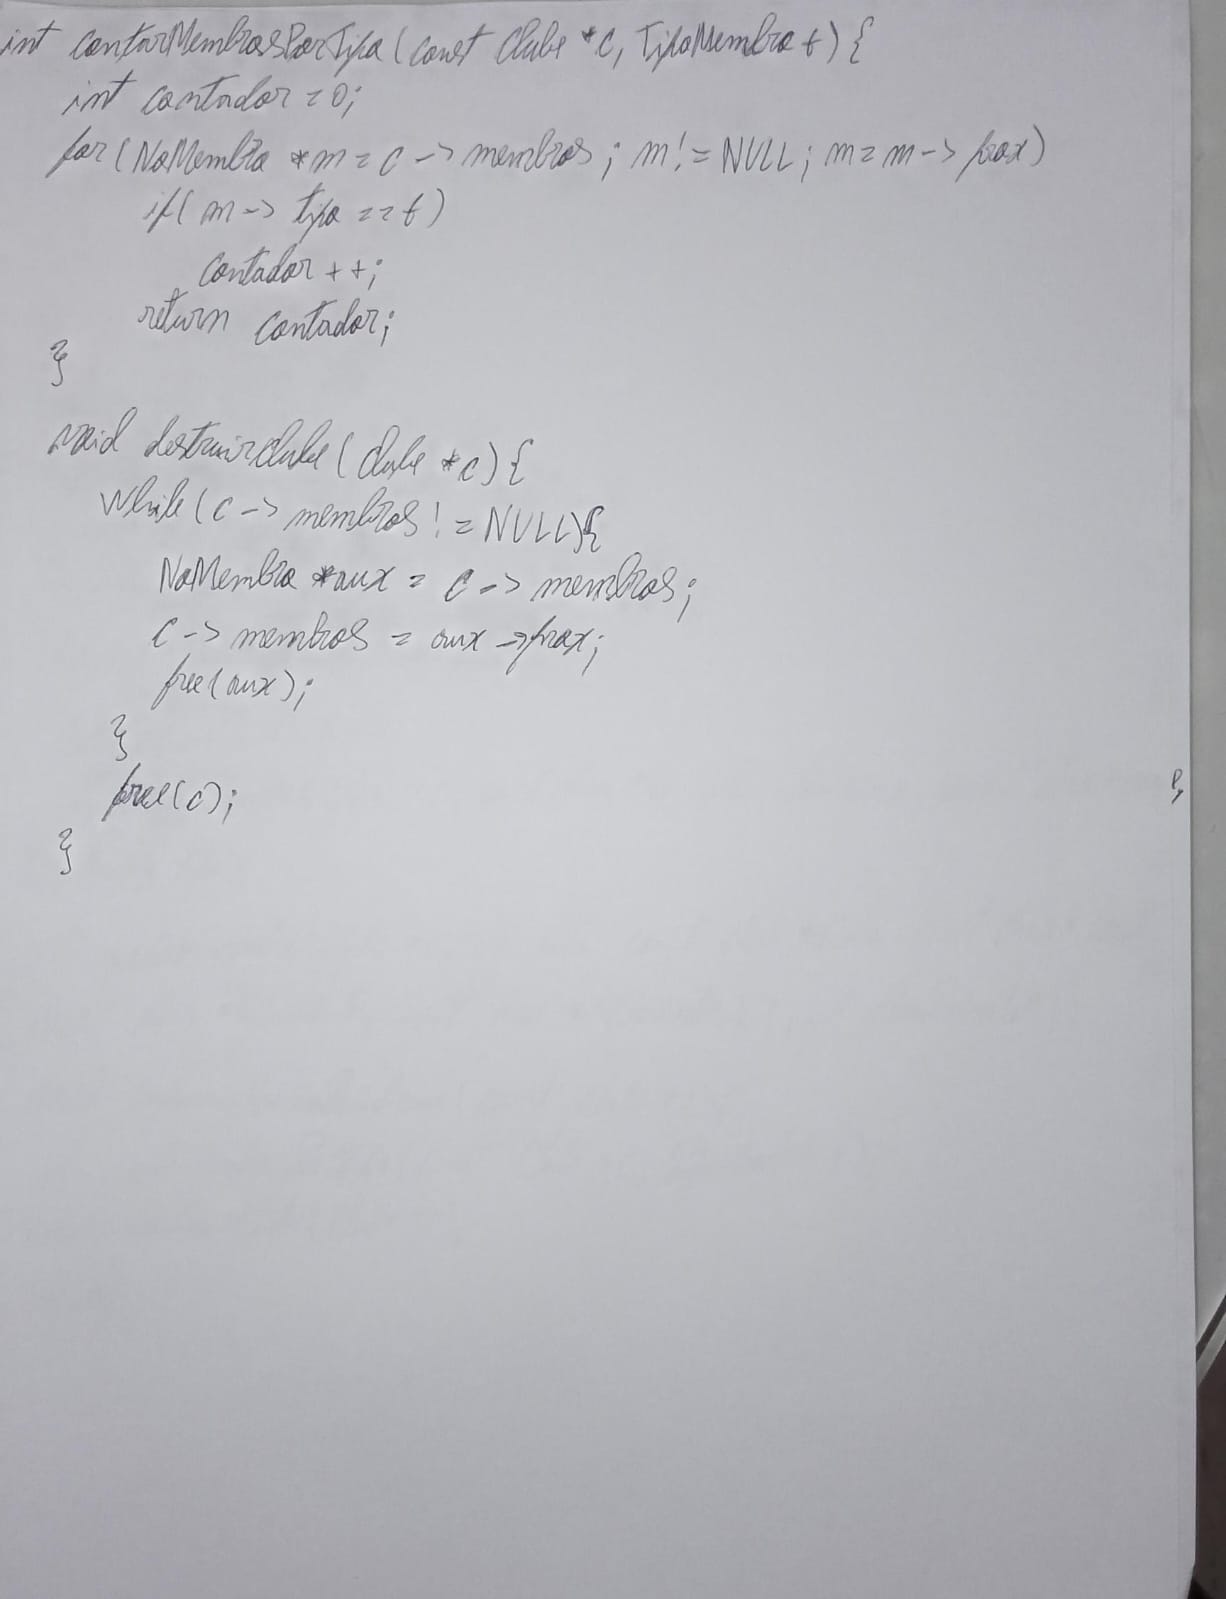 int contarMembrosPorTipo (const Clube *c, TipoMembro t) {
int contador = 0;
for (NoMembro *m = c -> membros ; m != NULL ; m = m -> prox)
if( m -> tipo == t)
contador ++;
return contador;
}
void destruirclube (Clube *c) {
while (c -> membros != NULL){
NoMembro *aux = c -> membros;
c -> membros = aux -> prox;
free (aux);
}
free(c);
}